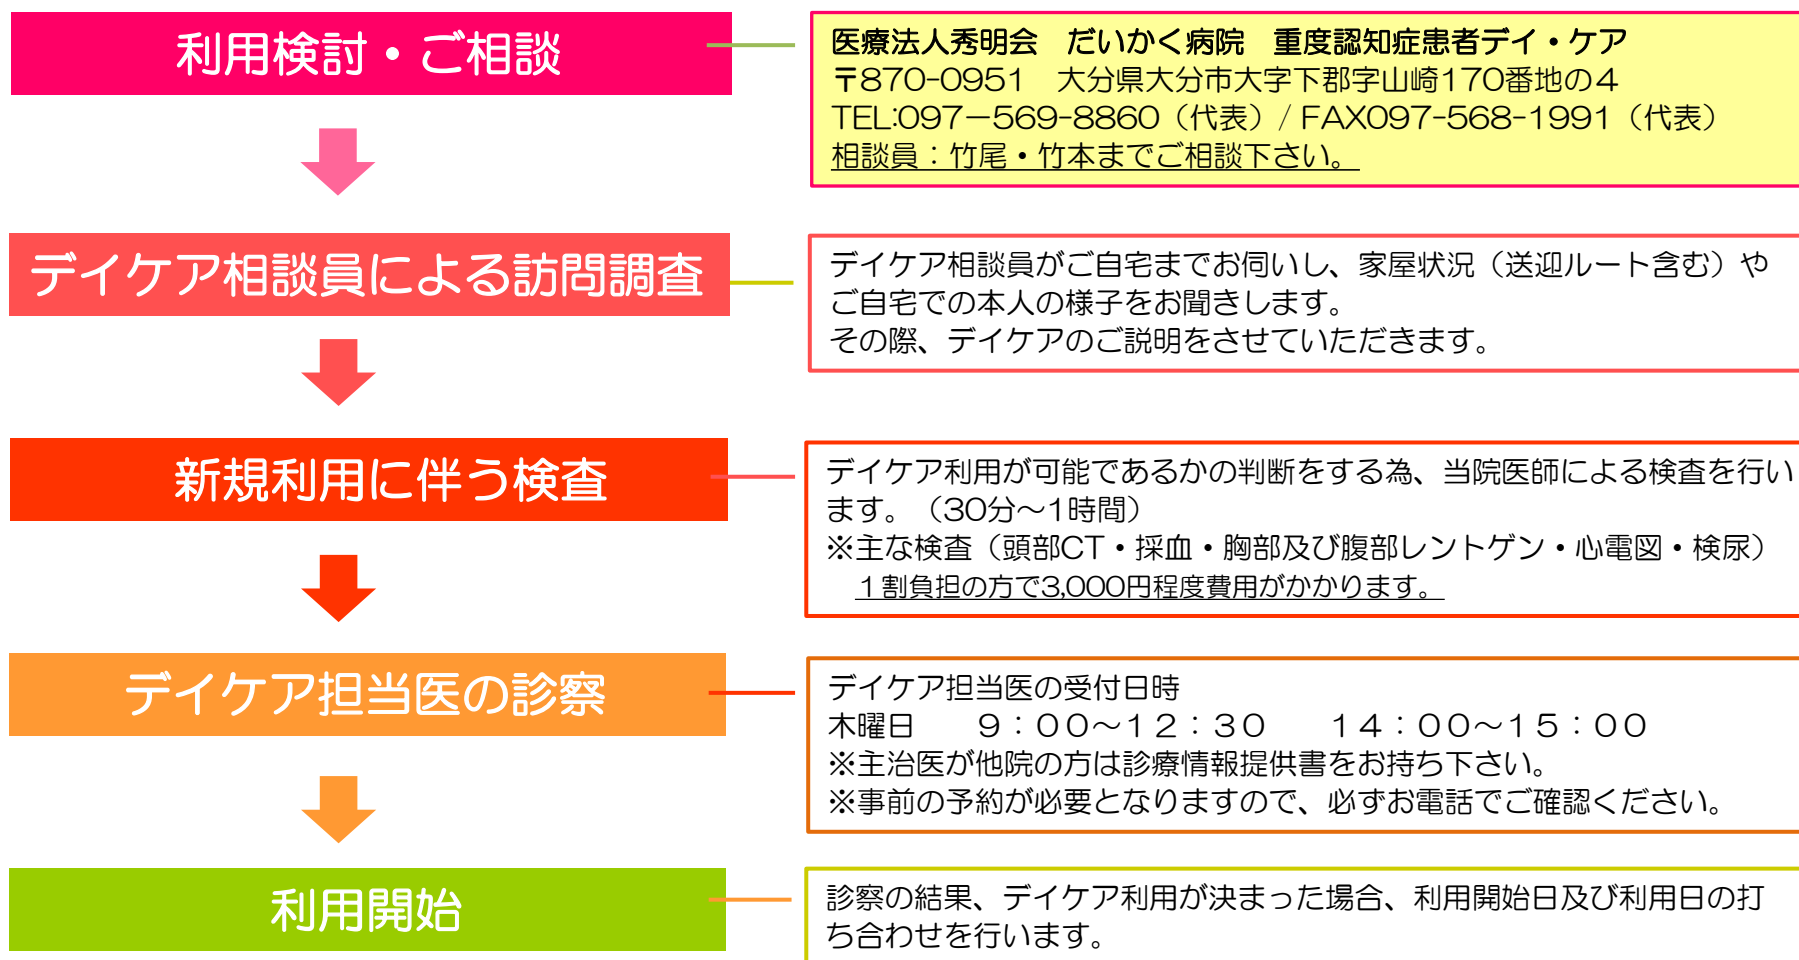 利用検討・ご相談
医療法人秀明会　だいかく病院　重度認知症患者デイ・ケア
〒870-0951　大分県大分市大字下郡字山崎170番地の4
TEL:097－569-8860（代表）/ FAX097-568-1991（代表）
相談員：竹尾・竹本までご相談下さい。
デイケア相談員による訪問調査
デイケア相談員がご自宅までお伺いし、家屋状況（送迎ルート含む）や
ご自宅での本人の様子をお聞きします。
その際、デイケアのご説明をさせていただきます。
新規利用に伴う検査
デイケア利用が可能であるかの判断をする為、当院医師による検査を行い
ます。（30分～1時間）
※主な検査（頭部CT・採血・胸部及び腹部レントゲン・心電図・検尿）
１割負担の方で3,000円程度費用がかかります。
デイケア担当医の診察
デイケア担当医の受付日時
木曜日　　９：００～１２：３０　　１４：００～１５：００
※主治医が他院の方は診療情報提供書をお持ち下さい。
※事前の予約が必要となりますので、必ずお電話でご確認ください。
利用開始
診察の結果、デイケア利用が決まった場合、利用開始日及び利用日の打
ち合わせを行います。